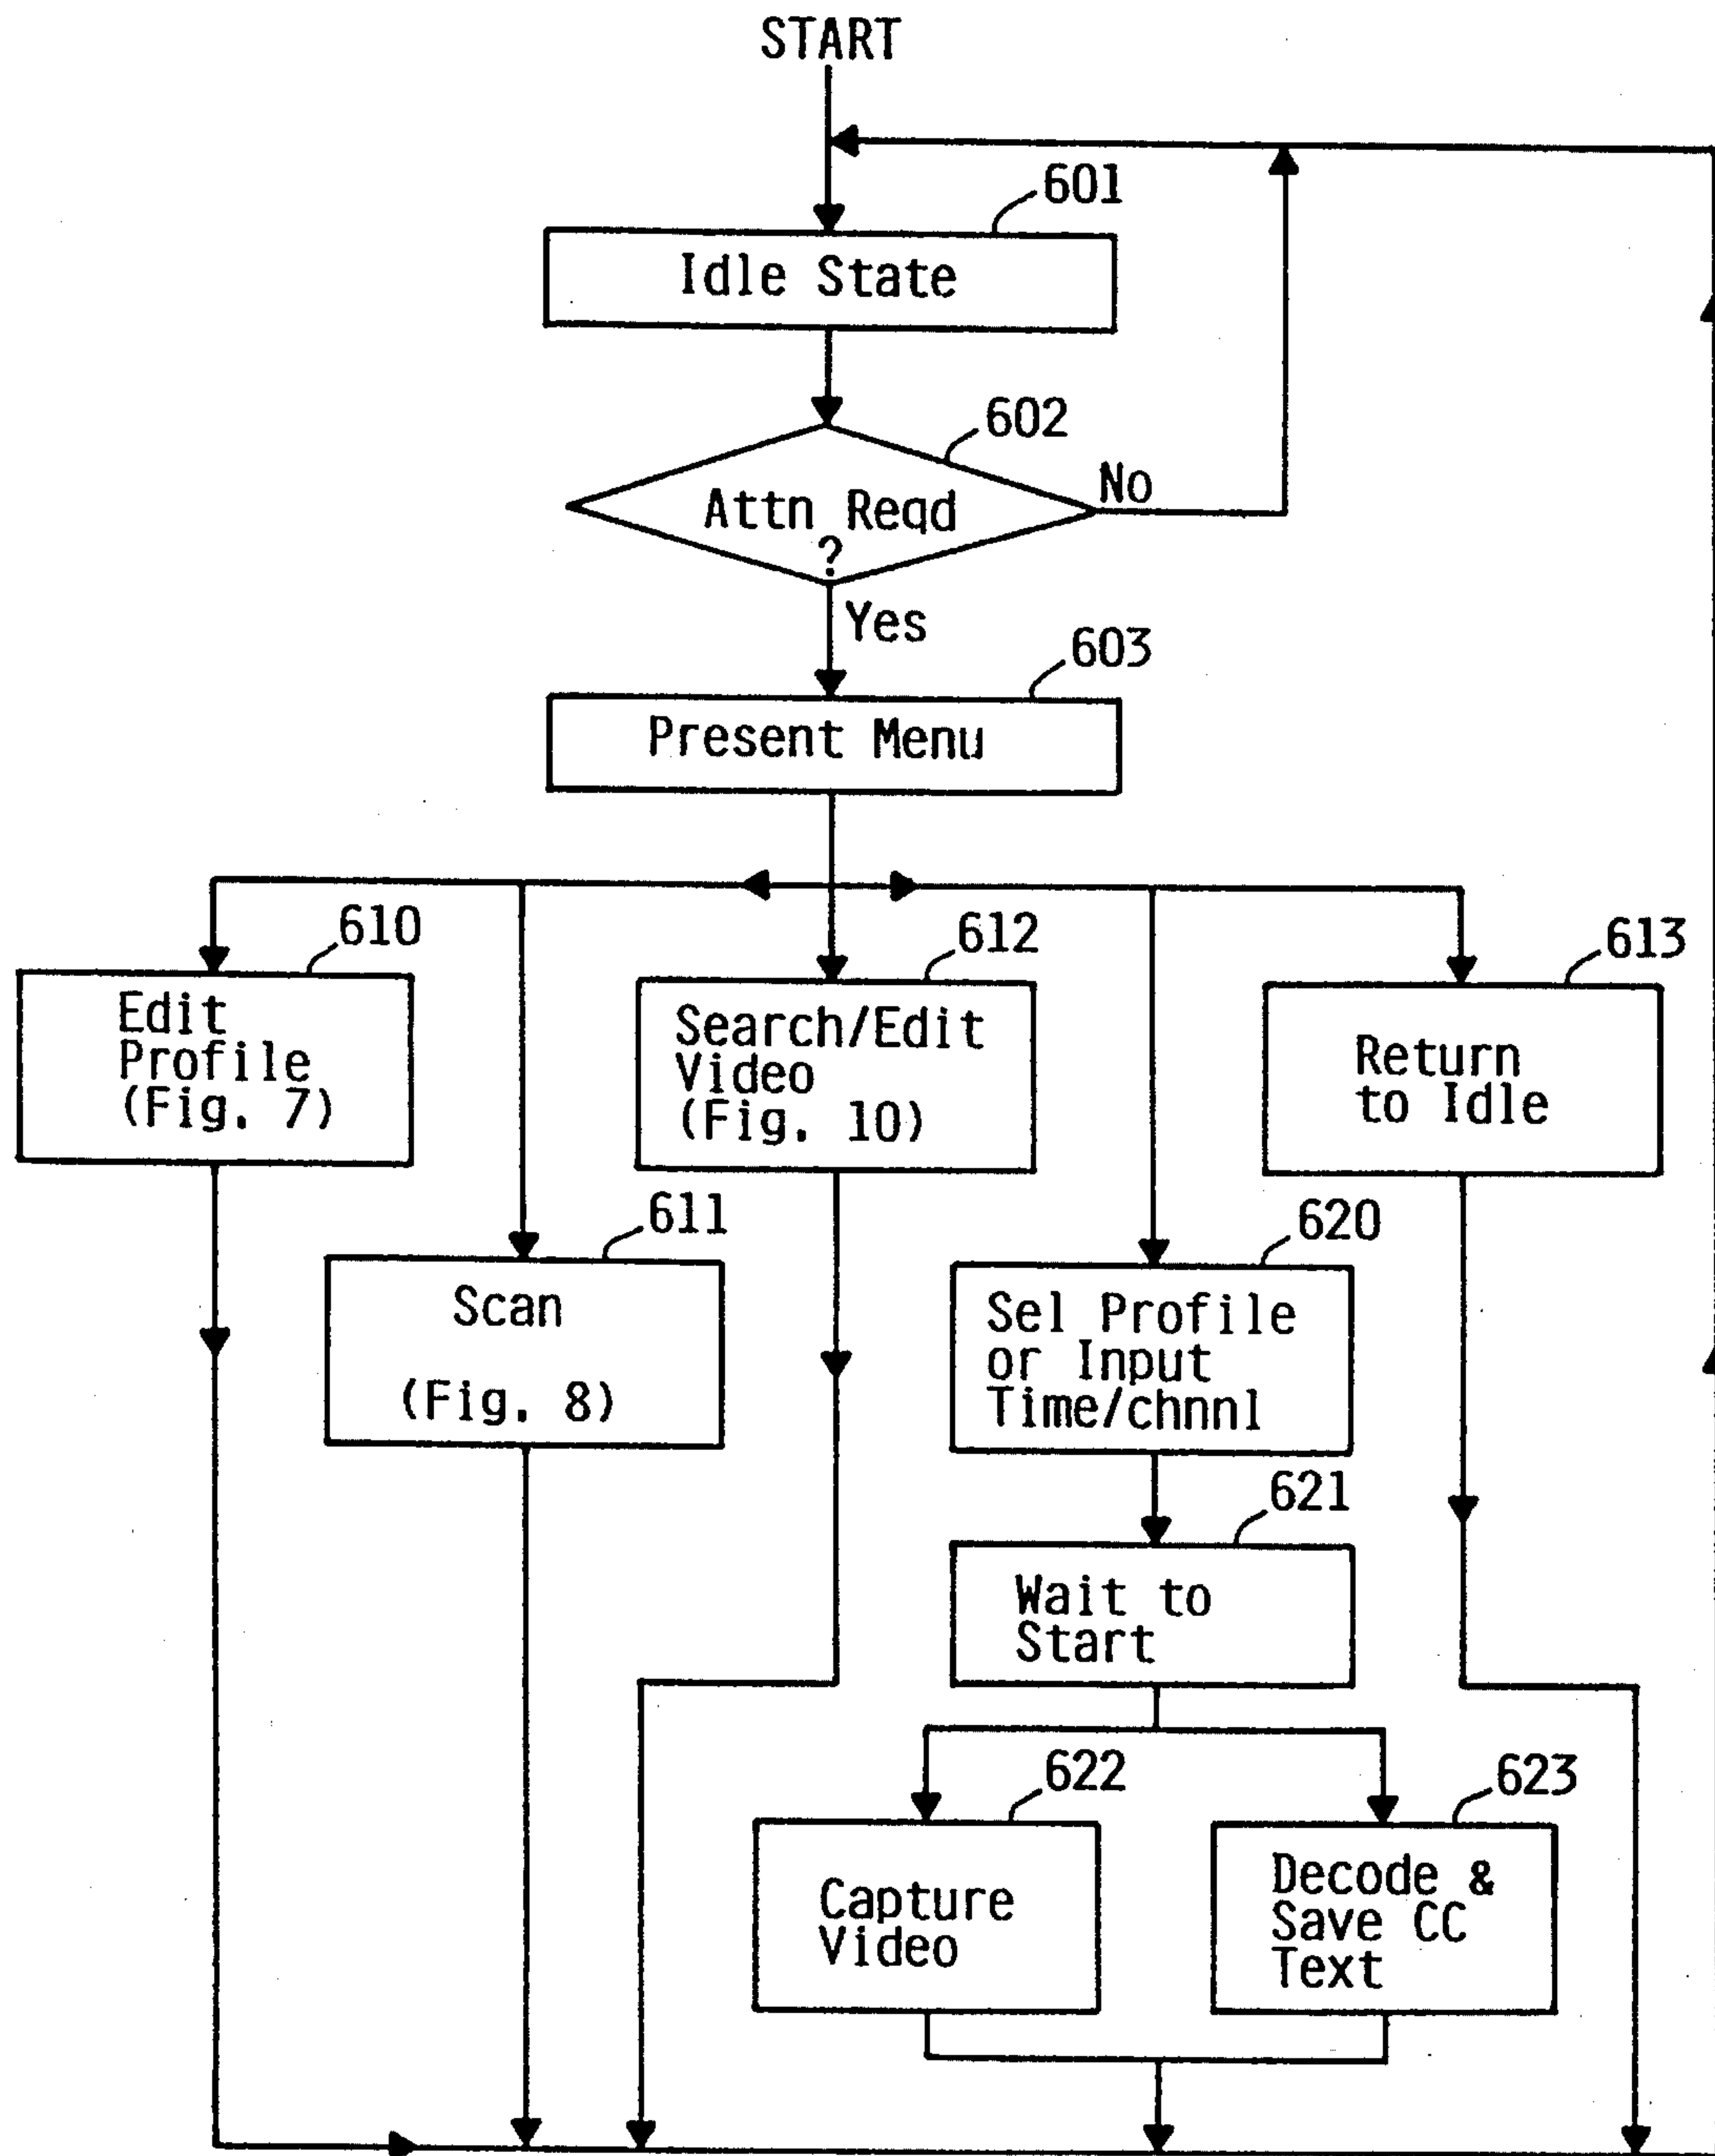 START
601
Idle State
602
Attn Reqd
?
No
Yes
603
Present Menu
610
Edit
Profile
(Fig. 7)
612
Search/Edit
Video
(Fig. 10)
613
Return
to Idle
611
Scan
(Fig. 8)
620
Sel Profile
or Input
Time/chnnl
621
Wait to
Start
622
Capture
Video
623
Decode &
Save CC
Text